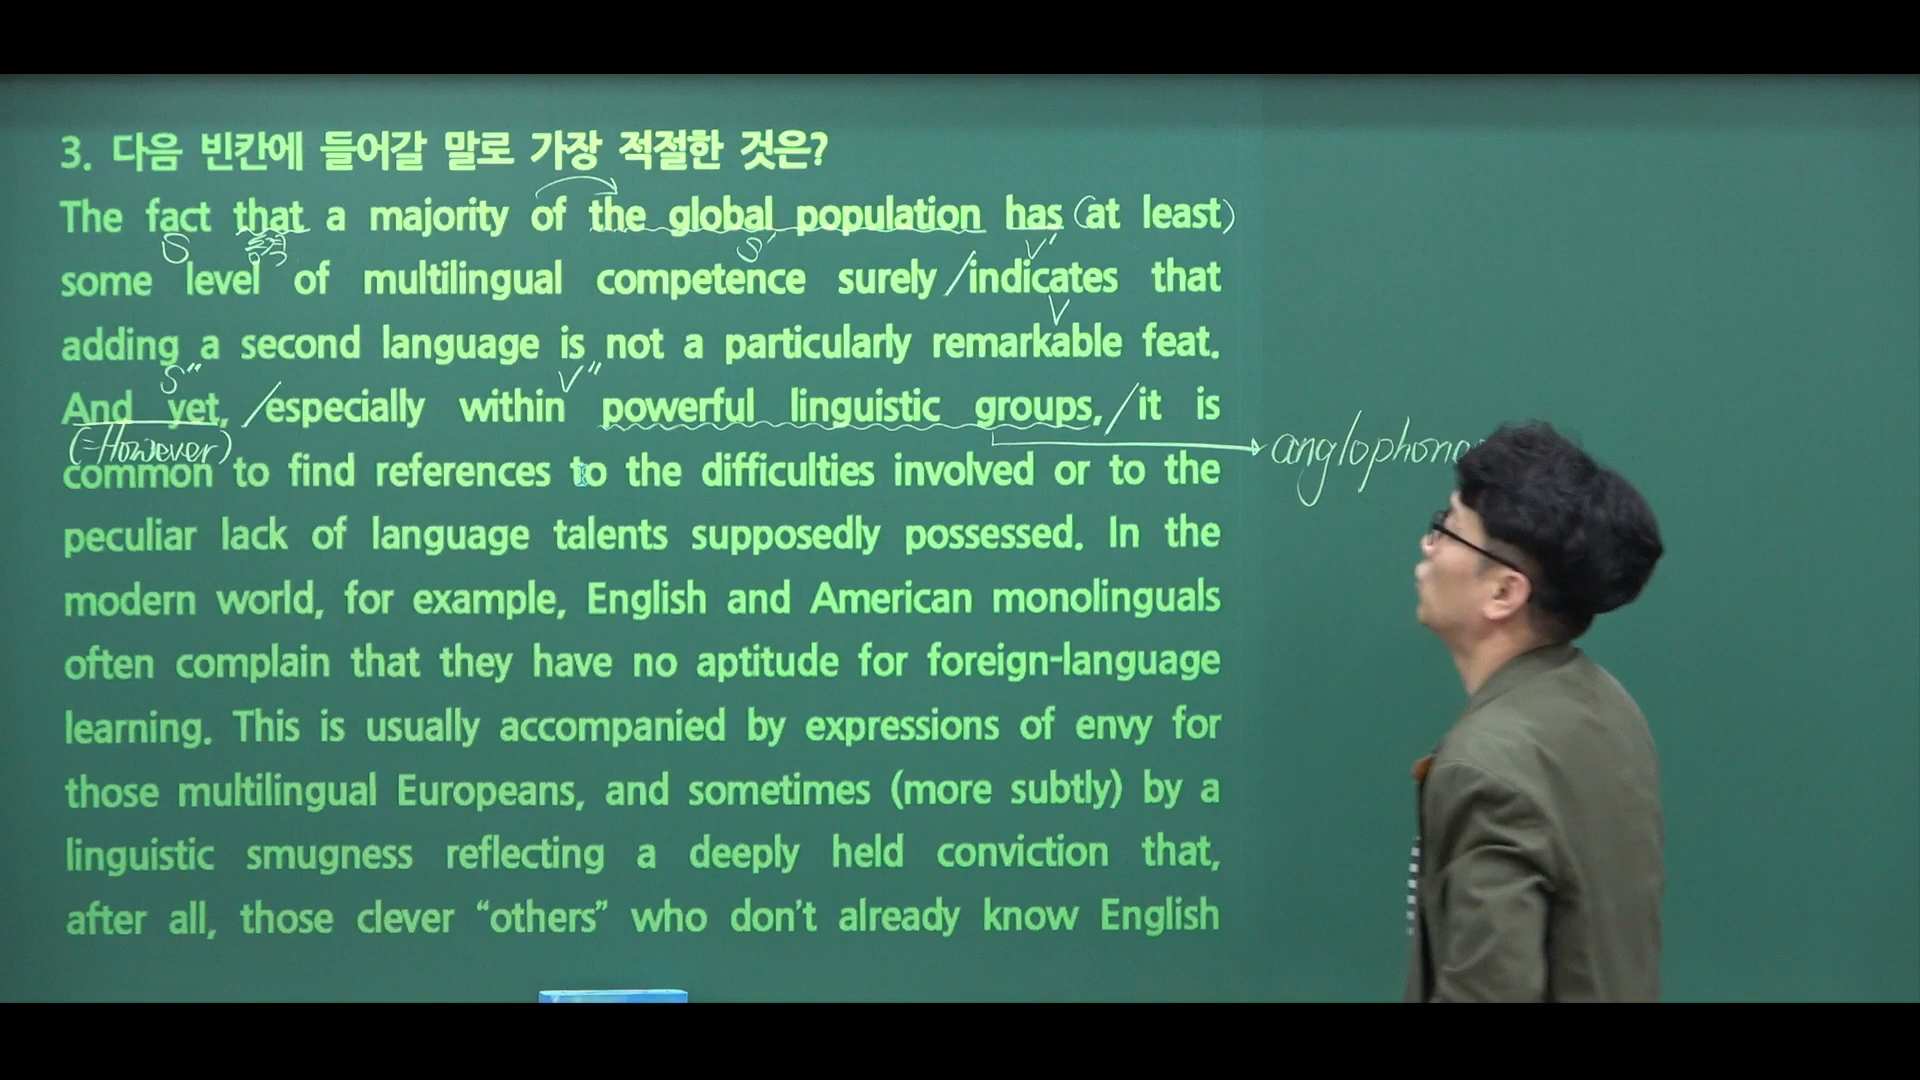 3. 다음 빈칸에 들어갈 말로 가장 적절한 것은?
The fact that a majority of the global population has (at least)
S 동격 S' V'
some level of multilingual competence surely / indicates that
V
adding a second language is not a particularly remarkable feat.
S" V"
And yet, / especially within powerful linguistic groups, / it is
(=However) anglophone
common to find references to the difficulties involved or to the
peculiar lack of language talents supposedly possessed. In the
modern world, for example, English and American monolinguals
often complain that they have no aptitude for foreign-language
learning. This is usually accompanied by expressions of envy for
those multilingual Europeans, and sometimes (more subtly) by a
linguistic smugness reflecting a deeply held conviction that,
after all, those clever “others” who don’t already know English